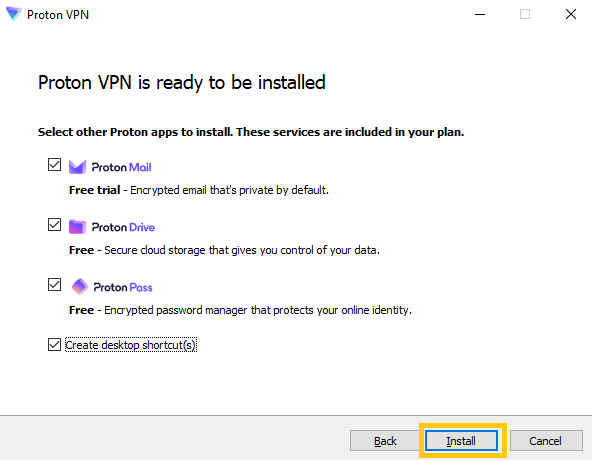 Proton VPN
Proton VPN is ready to be installed
Select other Proton apps to install. These services are included in your plan.
Proton Mail
Free trial - Encrypted email that's private by default.
Proton Drive
Free - Secure cloud storage that gives you control of your data.
Proton Pass
Free - Encrypted password manager that protects your online identity.
Create desktop shortcut(s)
Back Install Cancel